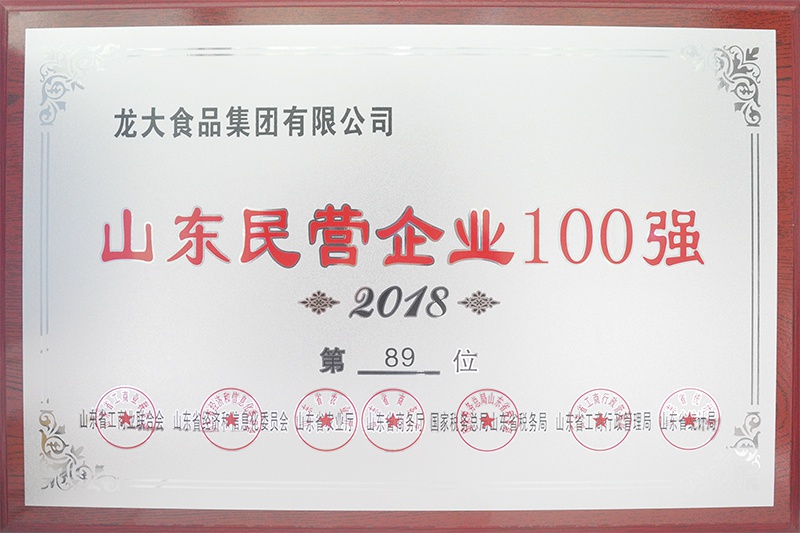 龙大食品集团有限公司
山东民营企业100强
2018
第 89 位
山东省工商业联合会 山东省经济和信息化委员会 山东省农业厅 山东省商务厅 国家税务总局山东省税务局 山东省工商行政管理局 山东省统计局